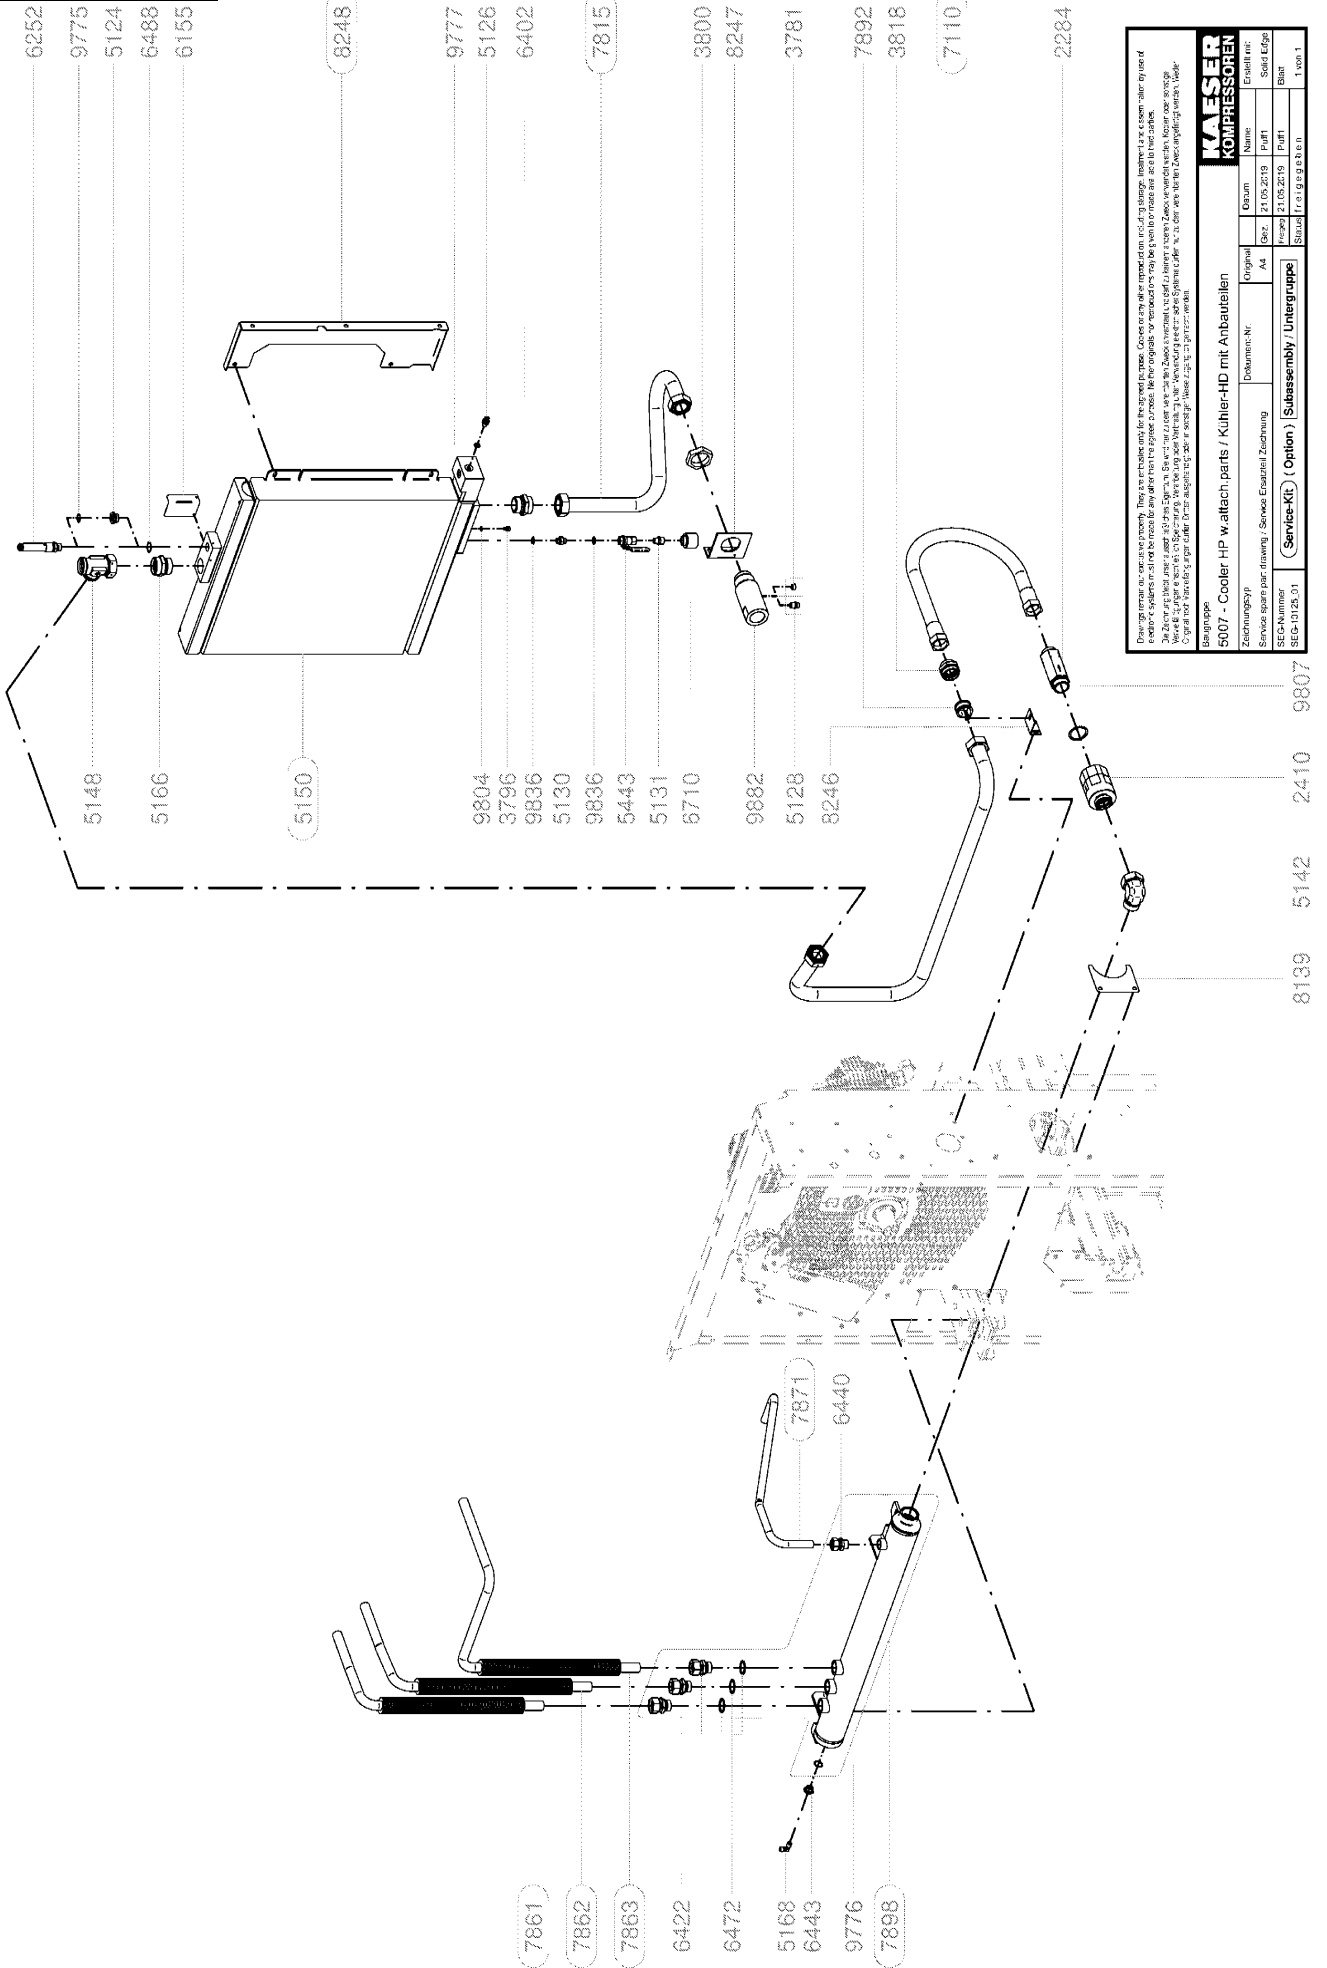 6252
9775
5124
6488
6155
8248
9777
5126
6402
7815
3800
8247
3781
7892
3818
7110
2284
5148
5166
5150
9804
3796
9836
5130
9836
5443
5131
6710
9882
5128
8246
9807
2410
5142
8139
7871
6440
7861
7862
7863
6422
6472
5168
6443
9776
7898
Baugruppe
5007 - Cooler HP w.attach.parts / Kühler-HD mit Anbauteilen
KAESER
KOMPRESSOREN
Zeichnungstyp
Service spare part drawing / Service Ersatzteil Zeichnung
Dokument-Nr.
Original
A4
Datum
Name
Erstellt mit:
Gez.
21.05.2019
Puff1
Solid Edge
SEG-Nummer
SEG-13125_01
Service-Kit ( Option ) Subassembly / Untergruppe
Freigeg.
21.05.2019
Puff1
Blatt
Status
freigegeben
1 von 1